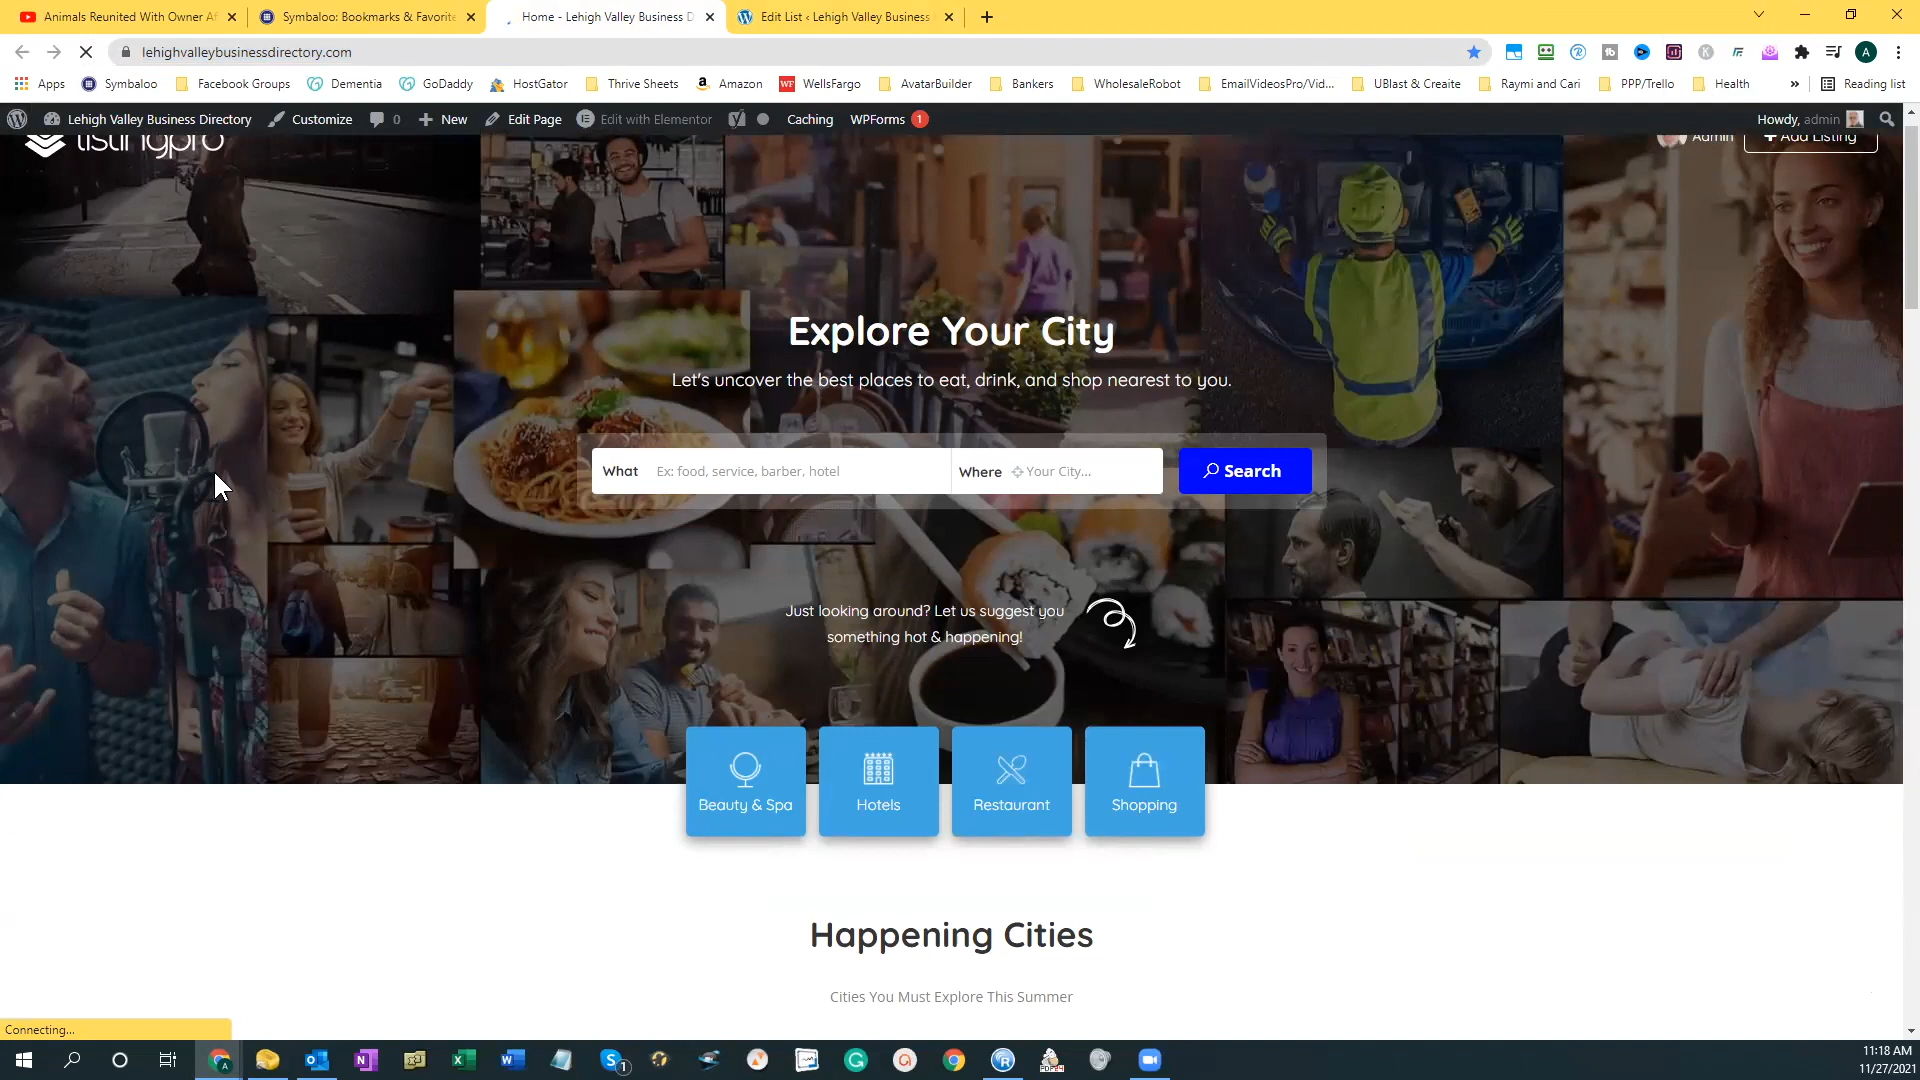 Animals Reunited With Owner Af
Symbaloo: Bookmarks & Favorite
Home - Lehigh Valley Business D
Edit List ‹ Lehigh Valley Business
lehighvalleybusinessdirectory.com
A
Apps
Symbaloo
Facebook Groups
Dementia
GoDaddy
HostGator
Thrive Sheets
Amazon
WellsFargo
AvatarBuilder
Bankers
WholesaleRobot
EmailVideosPro/Vid...
UBlast & Creaite
Raymi and Cari
PPP/Trello
Health
»
Reading list
Lehigh Valley Business Directory
Customize
0
New
Edit Page
Edit with Elementor
Caching
WPForms 1
Howdy, admin
listingpro
Admin
+ Add Listing
Explore Your City
Let's uncover the best places to eat, drink, and shop nearest to you.
What Ex: food, service, barber, hotel
Where Your City...
Search
Just looking around? Let us suggest you
something hot & happening!
Beauty & Spa
Hotels
Restaurant
Shopping
Happening Cities
Cities You Must Explore This Summer
Connecting...
11:18 AM
11/27/2021